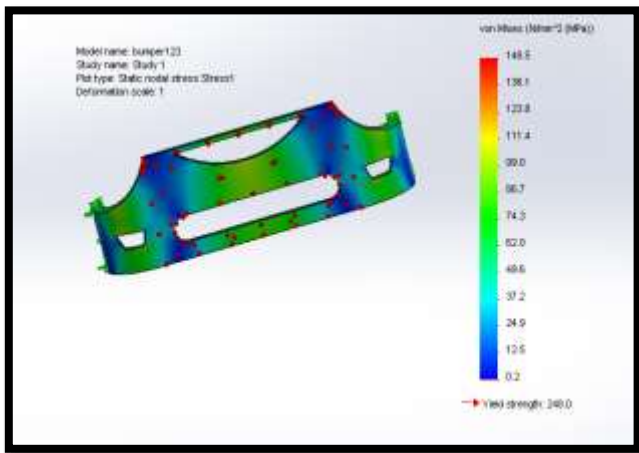 Model name: bumper123
Study name: Study 1
Plot type: Static nodal stress Stress1
Deformation scale: 1
von Mises (N/mm^2 (MPa))
148.5
136.1
123.8
111.4
99.0
86.7
74.3
62.0
49.6
37.2
24.9
12.5
0.2
Yield strength: 248.0